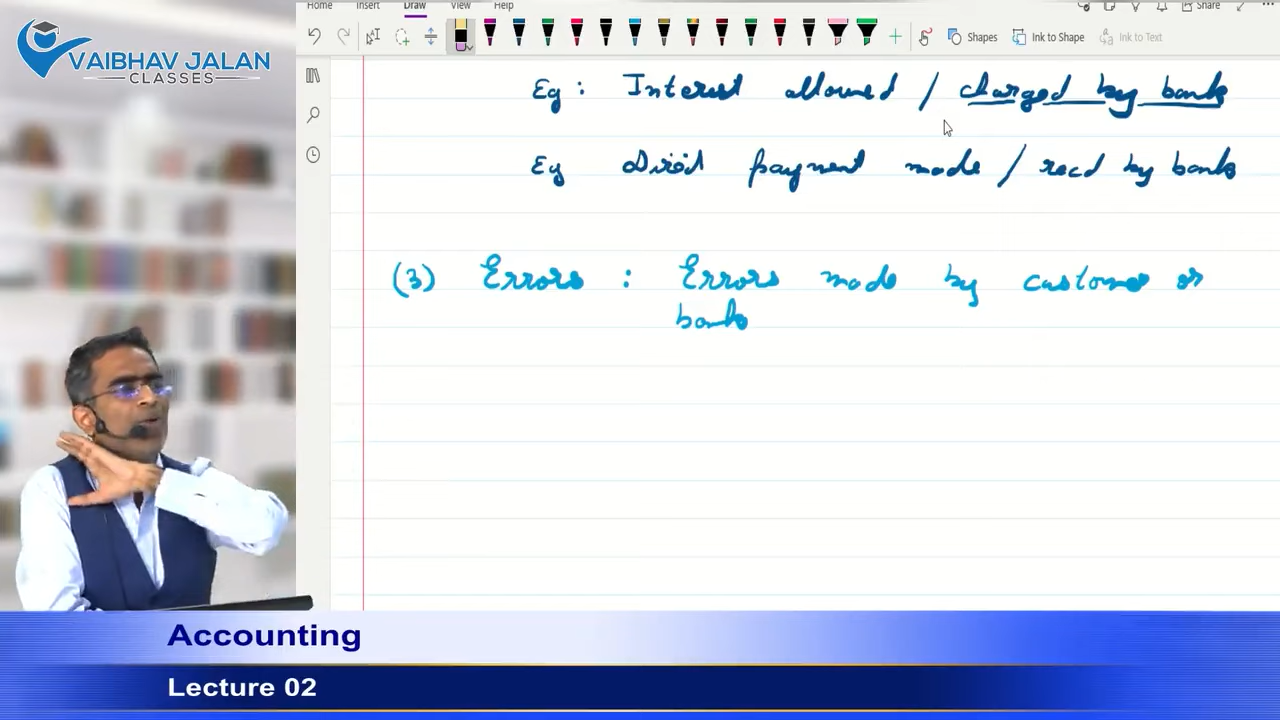 Home Insert Draw View Help Share
VAIBHAV JALAN
CLASSES
Shapes Ink to Shape Ink to Text
Eg : Interest allowed / charged by bank
Eg Direct payment made / recd by bank
(3) Errors : Errors made by customer or
bank
Accounting
Lecture 02